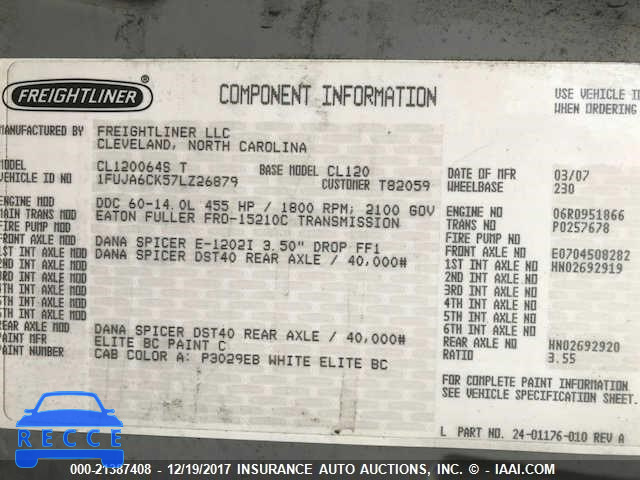 FREIGHTLINER ®
COMPONENT INFORMATION
USE VEHICLE ID
WHEN ORDERING
MANUFACTURED BY FREIGHTLINER LLC
CLEVELAND, NORTH CAROLINA
MODEL CL120064S T BASE MODEL CL120
VEHICLE ID NO 1FUJA6CK57LZ26879 CUSTOMER T82059
DATE OF MFR 03/07
WHEELBASE 230
ENG MOD DDC 60-14.0L 455 HP / 1800 RPM; 2100 GOV
MAIN TRANS MOD EATON FULLER FRO-15210C TRANSMISSION
FIRE PUMP MOD
FRONT AXLE MOD DANA SPICER E-1202I 3.50" DROP FF1
1ST INT AXLE MOD DANA SPICER DST40 REAR AXLE / 40,000#
2ND INT AXLE MOD
3RD INT AXLE MOD
4TH INT AXLE MOD
5TH INT AXLE MOD
6TH INT AXLE MOD
REAR AXLE MOD DANA SPICER DST40 REAR AXLE / 40,000#
PAINT MFR ELITE BC PAINT C
PAINT NUMBER CAB COLOR A: P3029EB WHITE ELITE BC
ENGINE NO 06R0951866
TRANS NO P0257678
FIRE PUMP NO
FRONT AXLE NO E0704508282
1ST INT AXLE NO HN02692919
2ND INT AXLE NO
3RD INT AXLE NO
4TH INT AXLE NO
5TH INT AXLE NO
6TH INT AXLE NO
REAR AXLE NO HN02692920
RATIO 3.55
FOR COMPLETE PAINT INFORMATION
SEE VEHICLE SPECIFICATION SHEET.
L PART NO. 24-01176-010 REV A
RECCE
000-21387408 - 12/19/2017 INSURANCE AUTO AUCTIONS, INC. - © - IAAI.COM